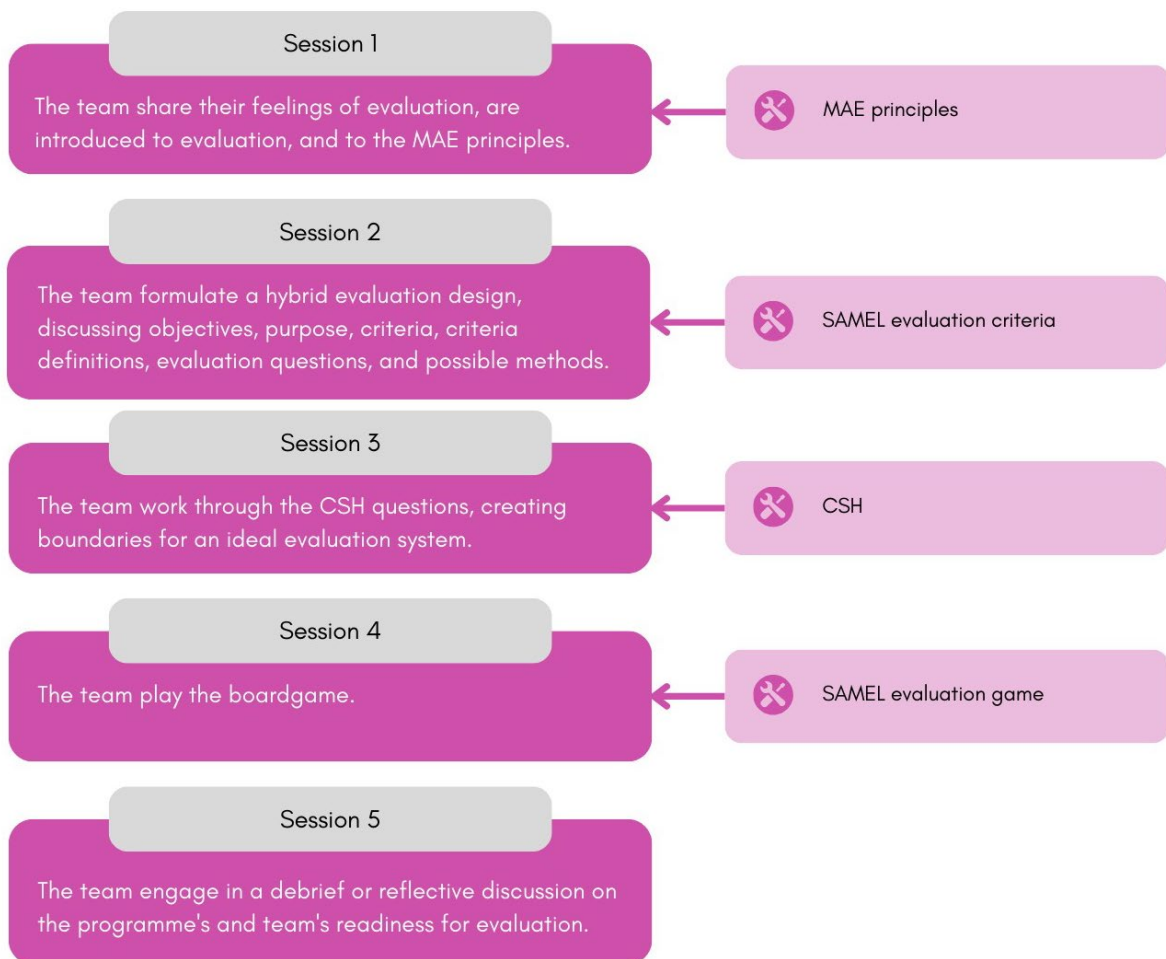 Session 1
The team share their feelings of evaluation, are
introduced to evaluation, and to the MAE principles.
MAE principles
Session 2
The team formulate a hybrid evaluation design,
discussing objectives, purpose, criteria, criteria
definitions, evaluation questions, and possible methods.
SAMEL evaluation criteria
Session 3
The team work through the CSH questions, creating
boundaries for an ideal evaluation system.
CSH
Session 4
The team play the boardgame.
SAMEL evaluation game
Session 5
The team engage in a debrief or reflective discussion on
the programme's and team's readiness for evaluation.